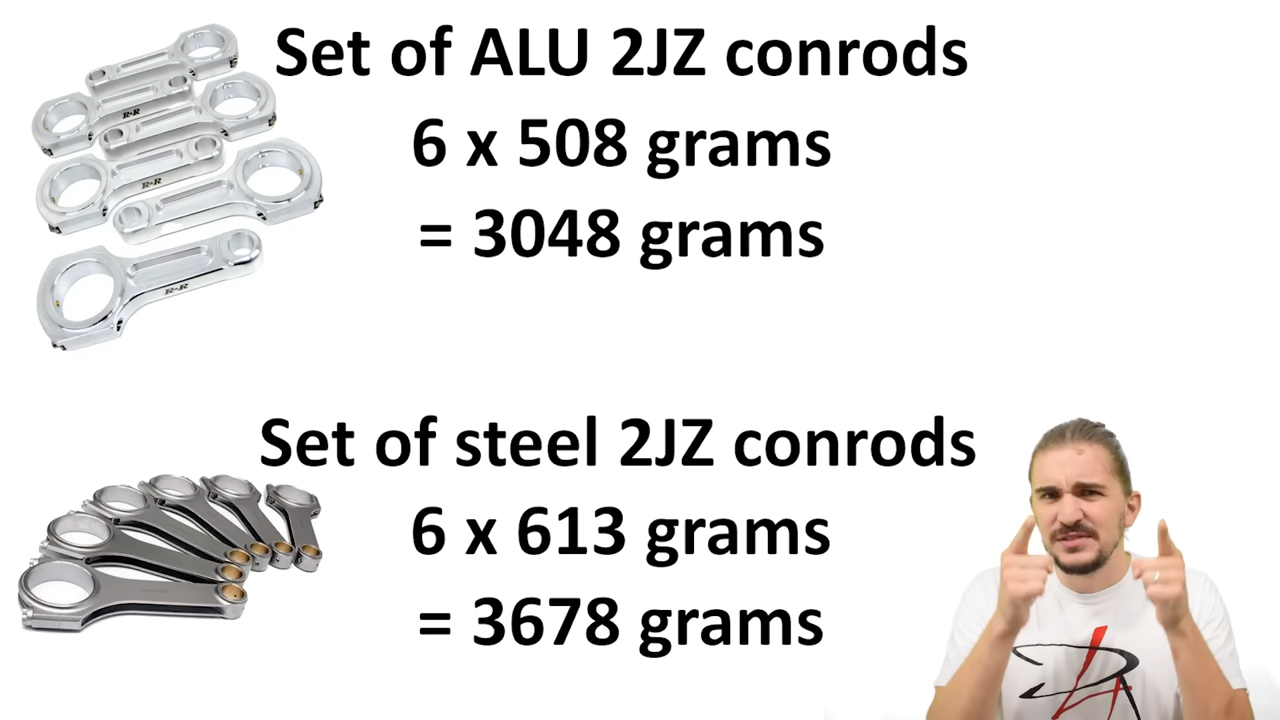 Set of ALU 2JZ conrods
6 x 508 grams
= 3048 grams
R&R
R&R
R&R
Set of steel 2JZ conrods
6 x 613 grams
= 3678 grams
D4